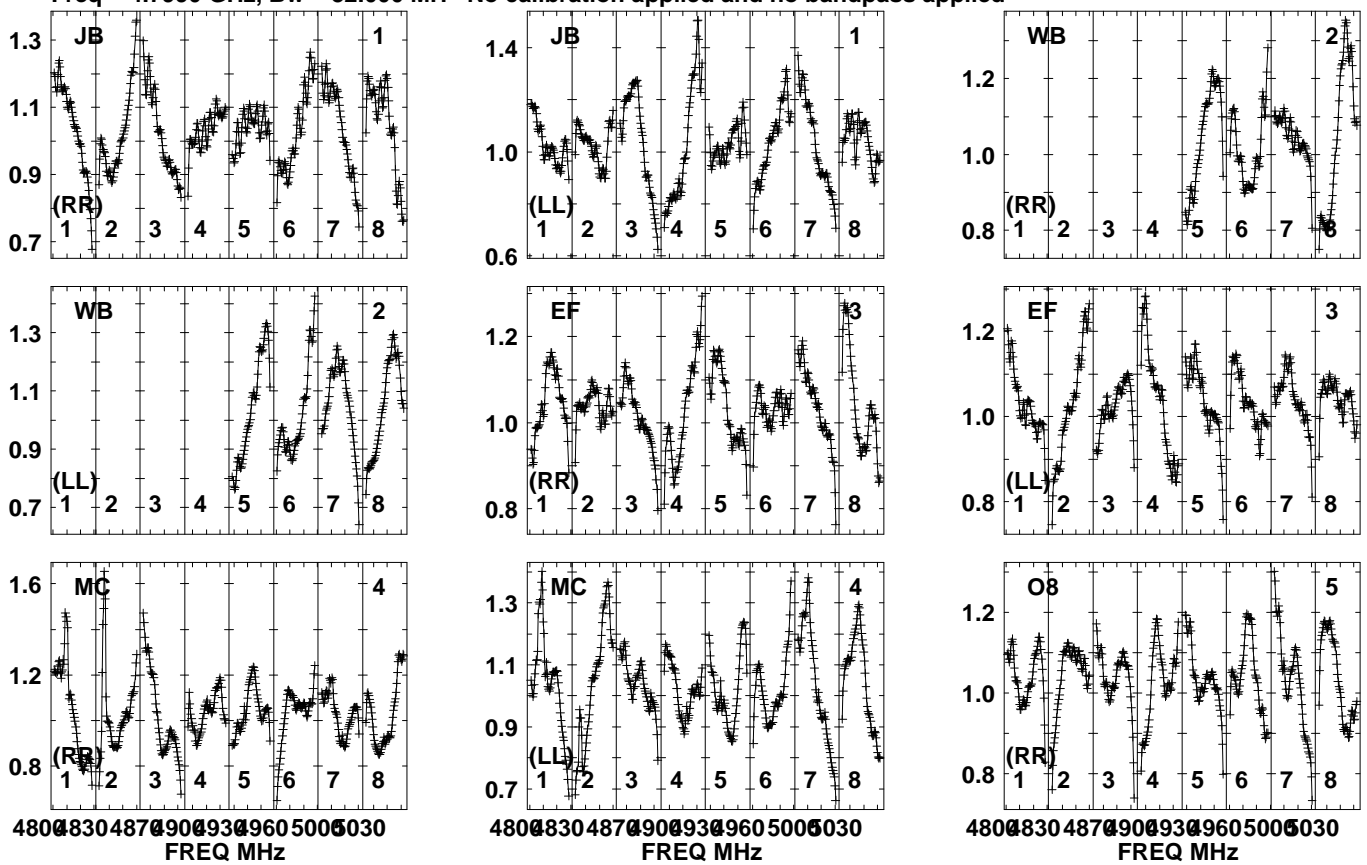 Freq = GHz, Bw = 32.000 MH No calibration applied and no bandpass applied
JB 1
1.3
1.1
0.9
0.7
(RR)
1 2 3 4 5 6 7 8
JB 1
1.4
1.0
0.6
(LL)
1 2 3 4 5 6 7 8
WB 2
1.2
1.0
0.8
(RR)
1 2 3 4 5 6 7 8
WB 2
1.3
1.1
0.9
0.7
(LL)
1 2 3 4 5 6 7 8
EF 3
1.2
1.0
0.8
(RR)
1 2 3 4 5 6 7 8
EF 3
1.2
1.0
0.8
(LL)
1 2 3 4 5 6 7 8
MC 4
1.6
1.2
0.8
(RR)
1 2 3 4 5 6 7 8
MC 4
1.3
1.1
0.9
0.7
(LL)
1 2 3 4 5 6 7 8
O8 5
1.2
1.0
0.8
(RR)
1 2 3 4 5 6 7 8
4800 4830 4870 4900 4930 4960 5000 5030
FREQ MHz
4800 4830 4870 4900 4930 4960 5000 5030
FREQ MHz
4800 4830 4870 4900 4930 4960 5000 5030
FREQ MHz